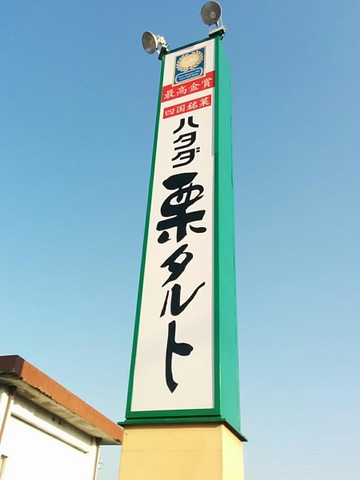 最高金賞
四国銘菓
ハタダ
栗タルト